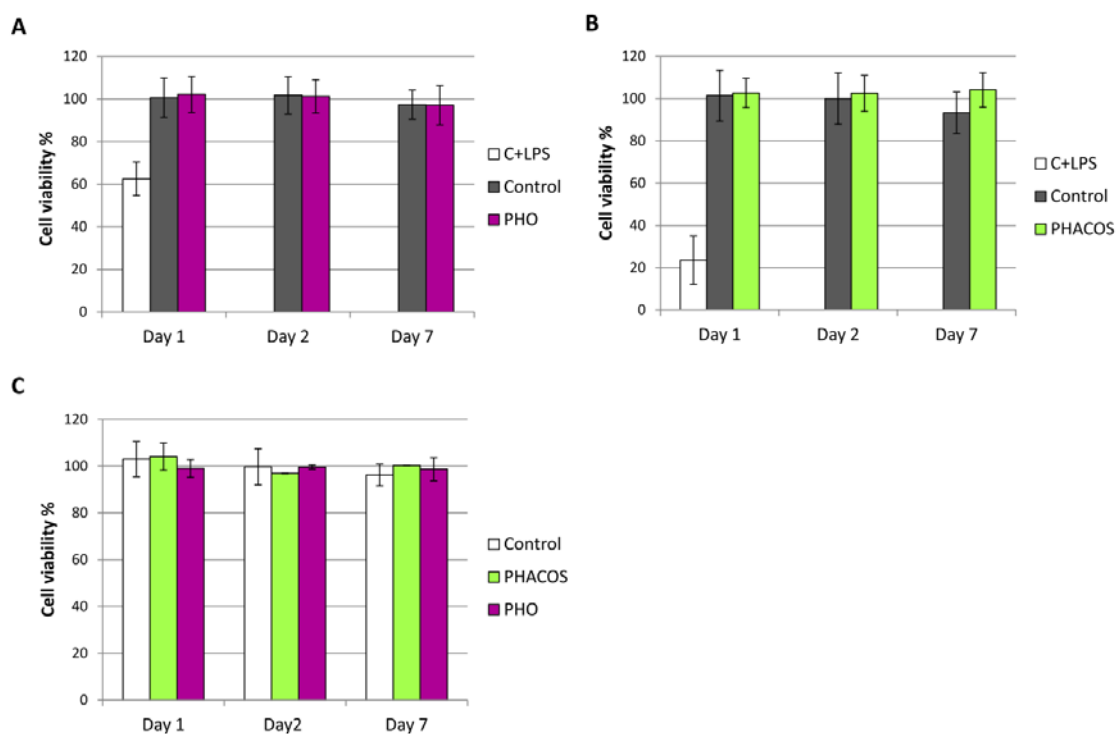 A
120
100
80
60
40
20
0
Cell viability %
Day 1 Day 2 Day 7
C+LPS
Control
PHO
B
120
100
80
60
40
20
0
Cell viability %
Day 1 Day 2 Day 7
C+LPS
Control
PHACOS
C
120
100
80
60
40
20
0
Cell viability %
Day 1 Day2 Day 7
Control
PHACOS
PHO